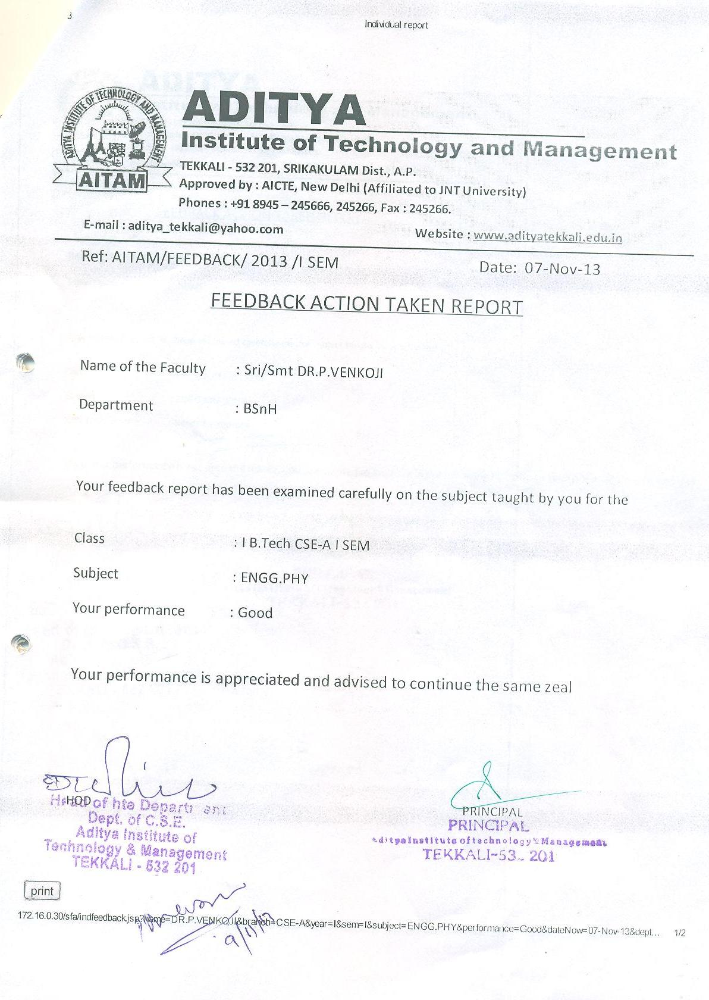 3
Individual report
ADITYA INSTITUTE OF TECHNOLOGY AND MANAGEMENT
AITAM
ADITYA
Institute of Technology and Management
TEKKALI - 532 201, SRIKAKULAM Dist., A.P.
Approved by : AICTE, New Delhi (Affiliated to JNT University)
Phones : +91 8945 – 245666, 245266, Fax : 245266.
E-mail : aditya_tekkali@yahoo.com Website : www.adityatekkali.edu.in
Ref: AITAM/FEEDBACK/ 2013 /I SEM Date: 07-Nov-13
FEEDBACK ACTION TAKEN REPORT
Name of the Faculty : Sri/Smt DR.P.VENKOJI
Department : BSnH
Your feedback report has been examined carefully on the subject taught by you for the
Class : I B.Tech CSE-A I SEM
Subject : ENGG.PHY
Your performance : Good
Your performance is appreciated and advised to continue the same zeal
HOD
Head of hte Department
Dept. of C.S.E.
Aditya Institute of
Technology & Management
TEKKALI - 532 201
PRINCIPAL
PRINCIPAL
Aditya Institute of technology & Management
TEKKALI-53 201
print
172.16.0.30/sfa/indfeedback.jsp?name=DR.P.VENKOJI&branch=CSE-A&year=I&sem=I&subject=ENGG.PHY&performance=Good&dateNow=07-Nov-13&dept... 1/2